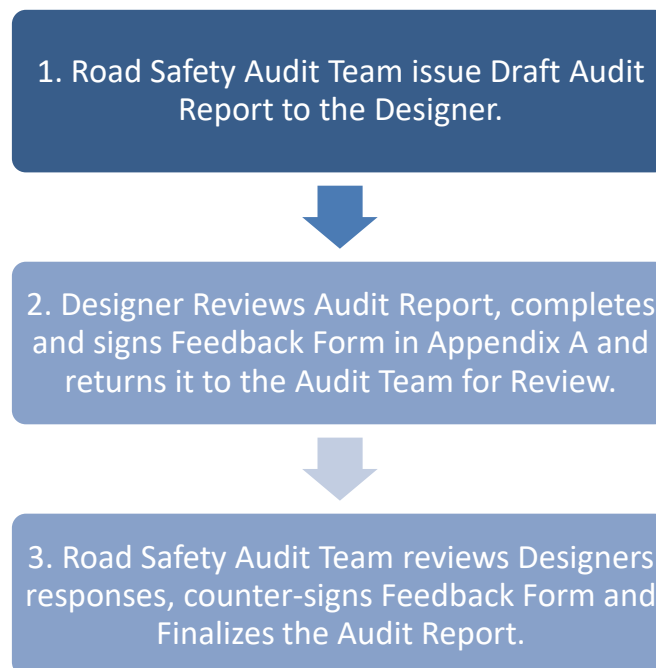 1. Road Safety Audit Team issue Draft Audit
Report to the Designer.
2. Designer Reviews Audit Report, completes
and signs Feedback Form in Appendix A and
returns it to the Audit Team for Review.
3. Road Safety Audit Team reviews Designers
responses, counter-signs Feedback Form and
Finalizes the Audit Report.